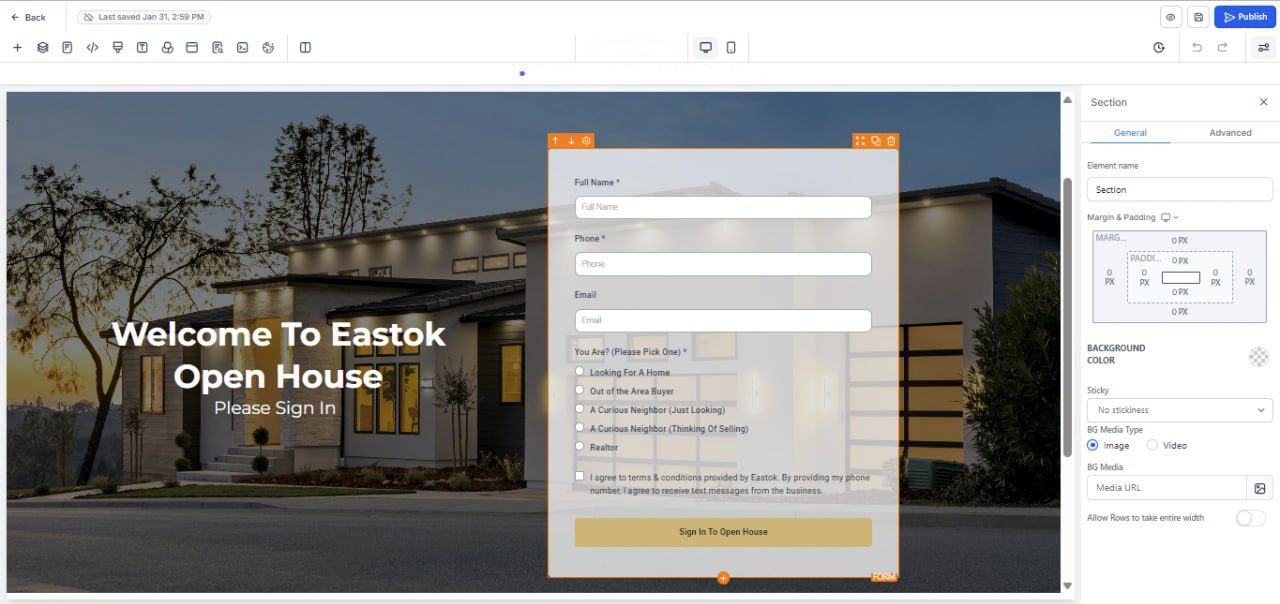 Back
Last saved Jan 31, 2:59 PM
Publish
Section
General
Advanced
Element name
Section
Margin & Padding
MARG...
0 PX
PADDI...
0 PX
0 PX
0 PX
0 PX
0 PX
0 PX
0 PX
BACKGROUND
COLOR
Sticky
No stickiness
BG Media Type
Image
Video
BG Media
Media URL
Allow Rows to take entire width
Welcome To Eastok
Open House
Please Sign In
Full Name *
Full Name
Phone *
Phone
Email
Email
You Are? (Please Pick One) *
Looking For A Home
Out of the Area Buyer
A Curious Neighbor (Just Looking)
A Curious Neighbor (Thinking Of Selling)
Realtor
I agree to terms & conditions provided by Eastok. By providing my phone
number, I agree to receive text messages from the business.
Sign In To Open House
FORM